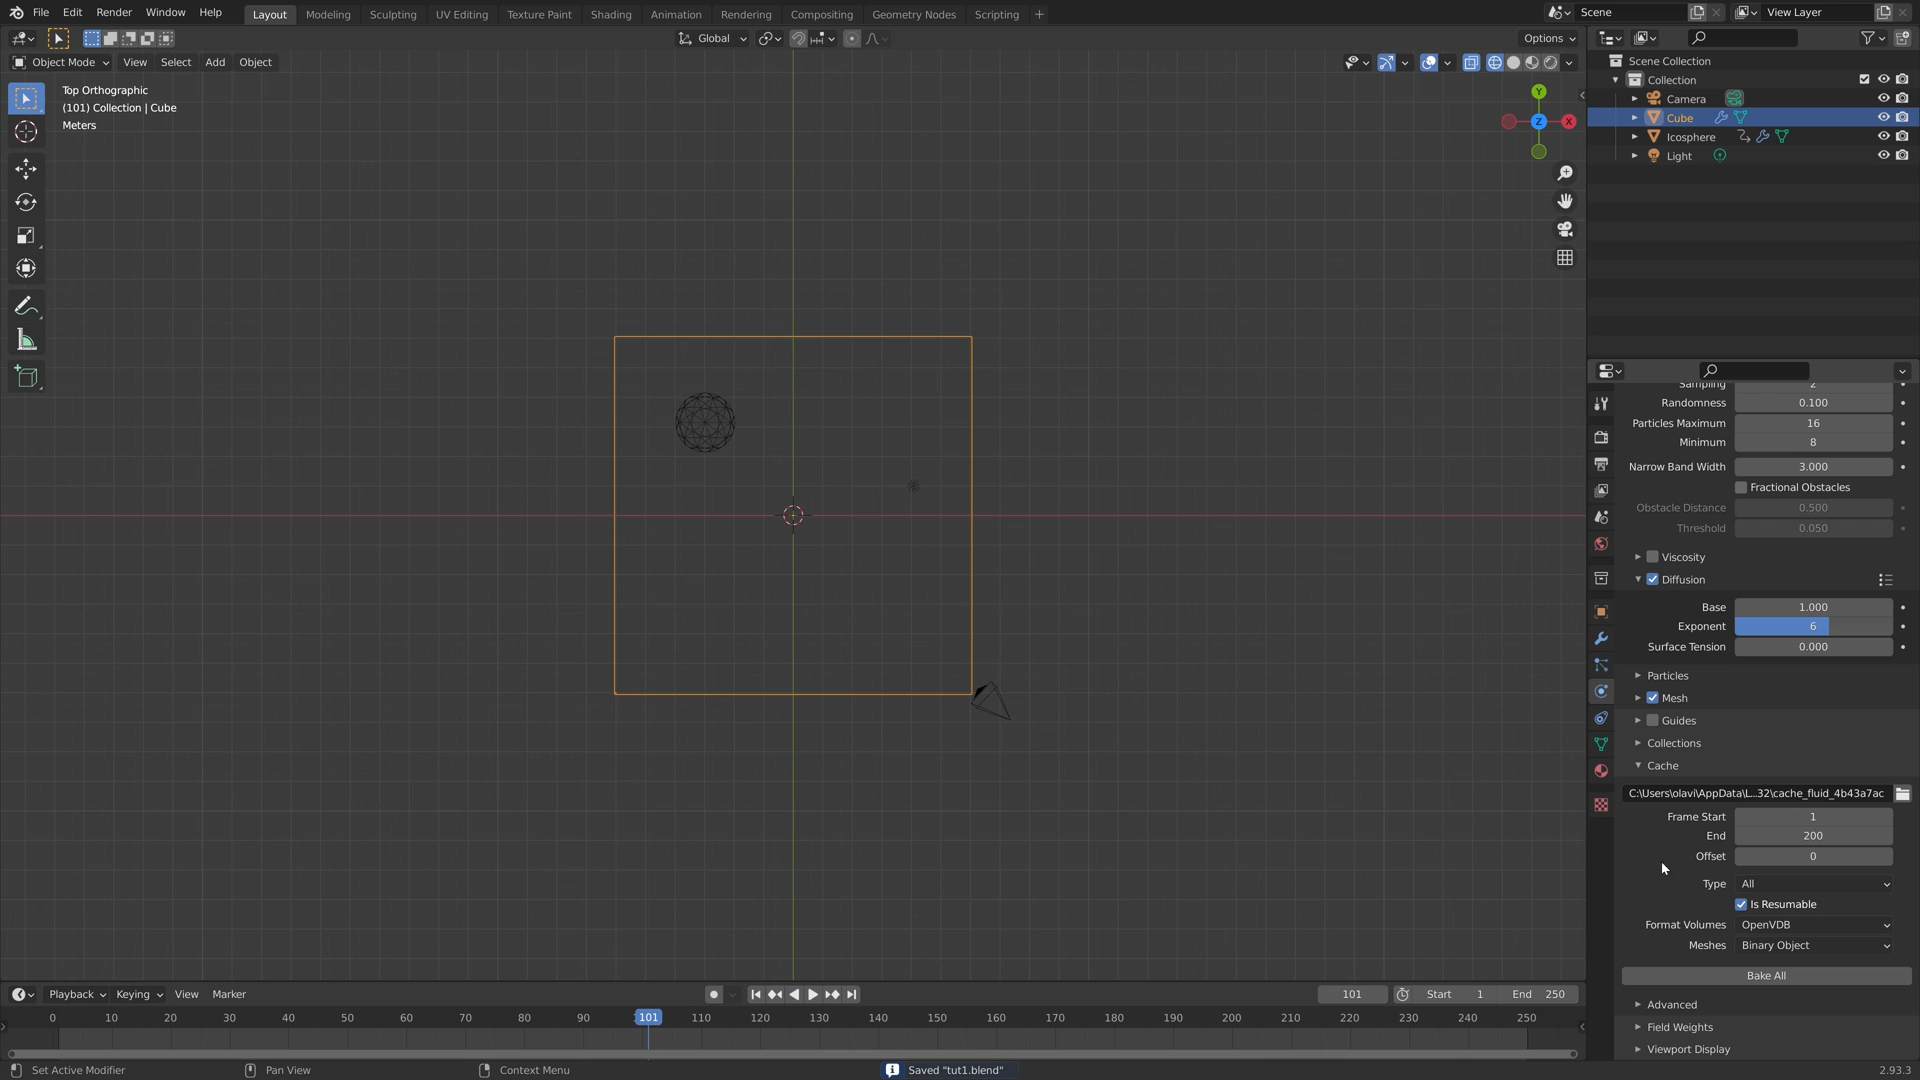 File Edit Render Window Help Layout Modeling Sculpting UV Editing Texture Paint Shading Animation Rendering Compositing Geometry Nodes Scripting +
Scene View Layer
Global Options
Object Mode View Select Add Object
Top Orthographic
(101) Collection | Cube
Meters
Y
Z X
Scene Collection
Collection
Camera
Cube
Icosphere
Light
Sampling 2
Randomness 0.100
Particles Maximum 16
Minimum 8
Narrow Band Width 3.000
Fractional Obstacles
Obstacle Distance 0.500
Threshold 0.050
Viscosity
Diffusion
Base 1.000
Exponent 6
Surface Tension 0.000
Particles
Mesh
Guides
Collections
Cache
C:\Users\olavi\AppData\L...32\cache_fluid_4b43a7ac
Frame Start 1
End 200
Offset 0
Type All
Is Resumable
Format Volumes OpenVDB
Meshes Binary Object
Bake All
Advanced
Field Weights
Viewport Display
Playback Keying View Marker 101 Start 1 End 250
0 10 20 30 40 50 60 70 80 90 101 110 120 130 140 150 160 170 180 190 200 210 220 230 240 250
Set Active Modifier Pan View Context Menu Saved "tut1.blend" 2.93.3